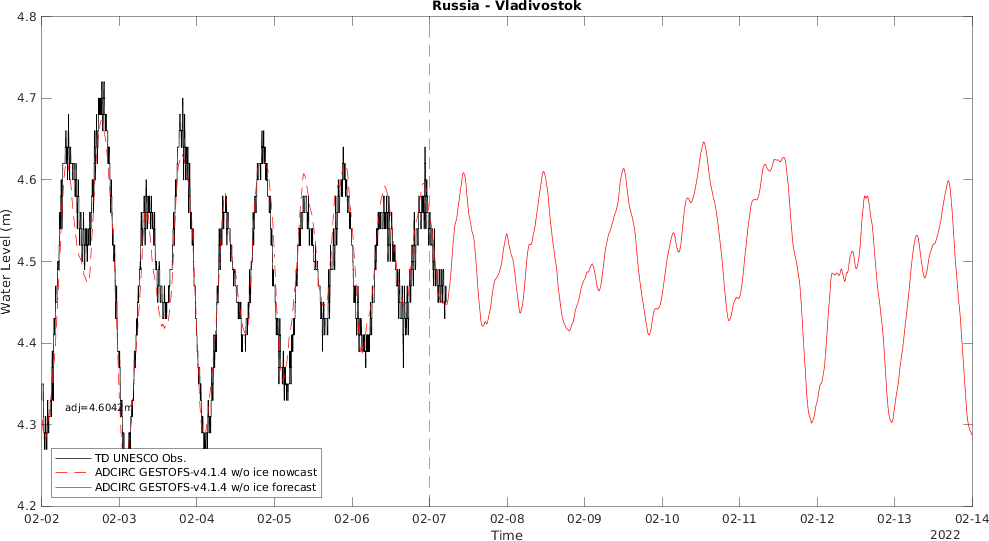 Russia - Vladivostok
4.8
4.7
4.6
4.5
4.4
4.3
4.2
Water Level (m)
adj=4.6042m
TD UNESCO Obs.
ADCIRC GESTOFS-v4.1.4 w/o ice nowcast
ADCIRC GESTOFS-v4.1.4 w/o ice forecast
02-02 02-03 02-04 02-05 02-06 02-07 02-08 02-09 02-10 02-11 02-12 02-13 02-14
Time
2022